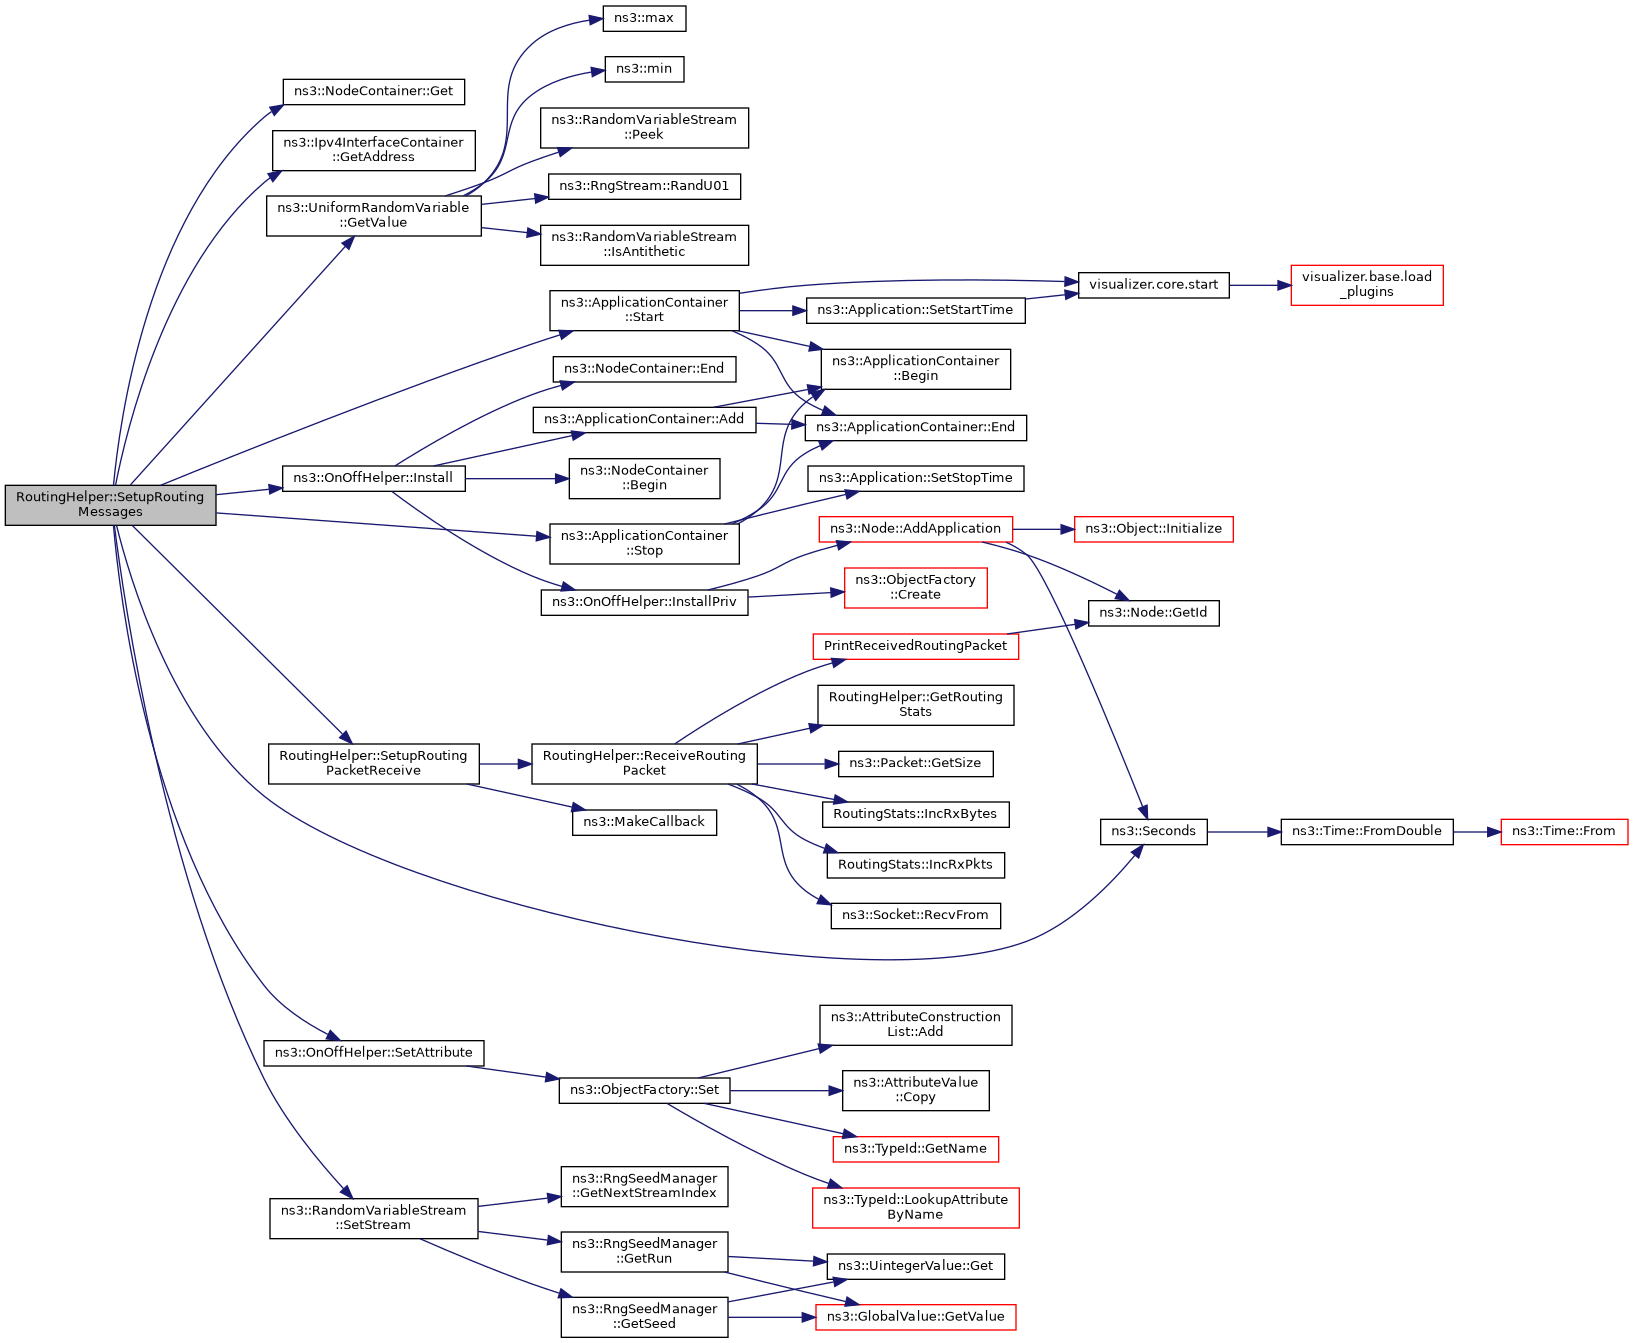 RoutingHelper::SetupRouting
Messages
ns3::NodeContainer::Get
ns3::Ipv4InterfaceContainer
::GetAddress
ns3::UniformRandomVariable
::GetValue
ns3::max
ns3::min
ns3::RandomVariableStream
::Peek
ns3::RngStream::RandU01
ns3::RandomVariableStream
::IsAntithetic
ns3::ApplicationContainer
::Start
visualizer.core.start
visualizer.base.load
_plugins
ns3::Application::SetStartTime
ns3::ApplicationContainer
::Begin
ns3::ApplicationContainer::End
ns3::OnOffHelper::Install
ns3::NodeContainer::End
ns3::ApplicationContainer::Add
ns3::NodeContainer
::Begin
ns3::ApplicationContainer
::Stop
ns3::Application::SetStopTime
ns3::OnOffHelper::InstallPriv
ns3::Node::AddApplication
ns3::Object::Initialize
ns3::ObjectFactory
::Create
ns3::Node::GetId
PrintReceivedRoutingPacket
RoutingHelper::SetupRouting
PacketReceive
RoutingHelper::ReceiveRouting
Packet
RoutingHelper::GetRouting
Stats
ns3::Packet::GetSize
RoutingStats::IncRxBytes
RoutingStats::IncRxPkts
ns3::Socket::RecvFrom
ns3::MakeCallback
ns3::Seconds
ns3::Time::FromDouble
ns3::Time::From
ns3::OnOffHelper::SetAttribute
ns3::ObjectFactory::Set
ns3::AttributeConstruction
List::Add
ns3::AttributeValue
::Copy
ns3::TypeId::GetName
ns3::TypeId::LookupAttribute
ByName
ns3::RandomVariableStream
::SetStream
ns3::RngSeedManager
::GetNextStreamIndex
ns3::RngSeedManager
::GetRun
ns3::RngSeedManager
::GetSeed
ns3::UintegerValue::Get
ns3::GlobalValue::GetValue